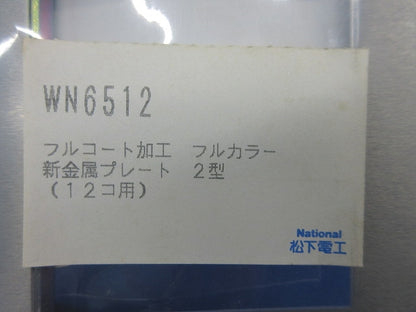 WN6512
フルコート加工　フルカラー
新金属プレート　２型
（１２コ用）
National
松下電工